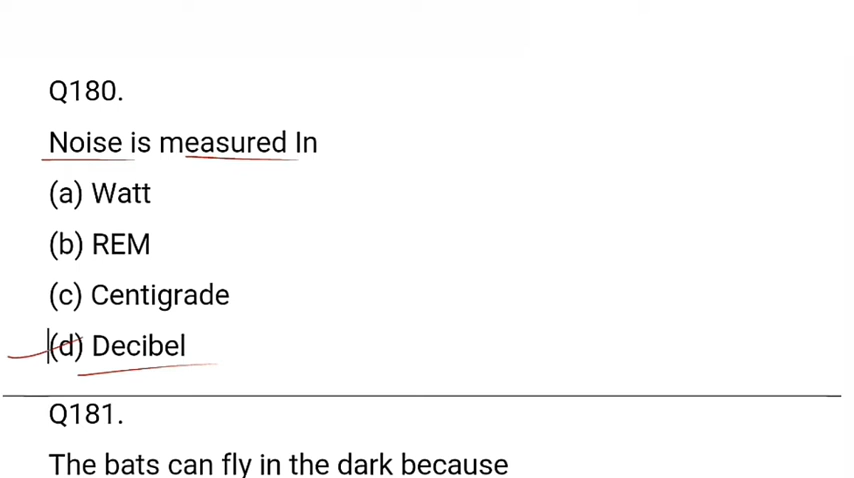 Q180.
Noise is measured In
(a) Watt
(b) REM
(c) Centigrade
(d) Decibel
Q181.
The bats can fly in the dark because